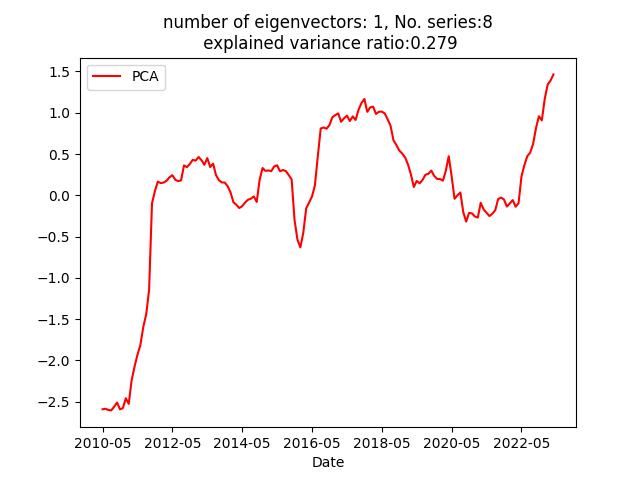 number of eigenvectors: 1, No. series:8
explained variance ratio:0.279
PCA
1.5
1.0
0.5
0.0
−0.5
−1.0
−1.5
−2.0
−2.5
2010-05 2012-05 2014-05 2016-05 2018-05 2020-05 2022-05
Date